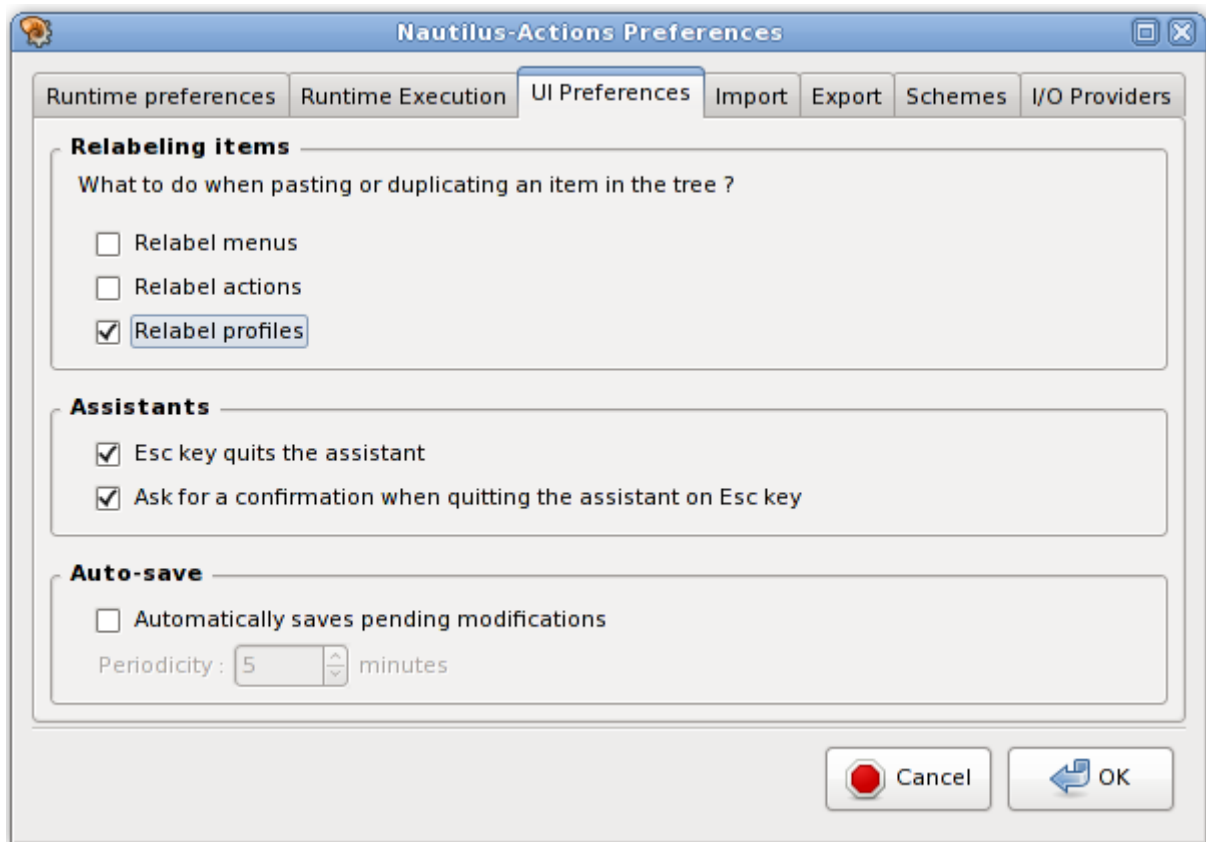 Nautilus-Actions Preferences
Runtime preferences Runtime Execution UI Preferences Import Export Schemes I/O Providers
Relabeling items
What to do when pasting or duplicating an item in the tree ?
Relabel menus
Relabel actions
Relabel profiles
Assistants
Esc key quits the assistant
Ask for a confirmation when quitting the assistant on Esc key
Auto-save
Automatically saves pending modifications
Periodicity : 5 minutes
Cancel OK